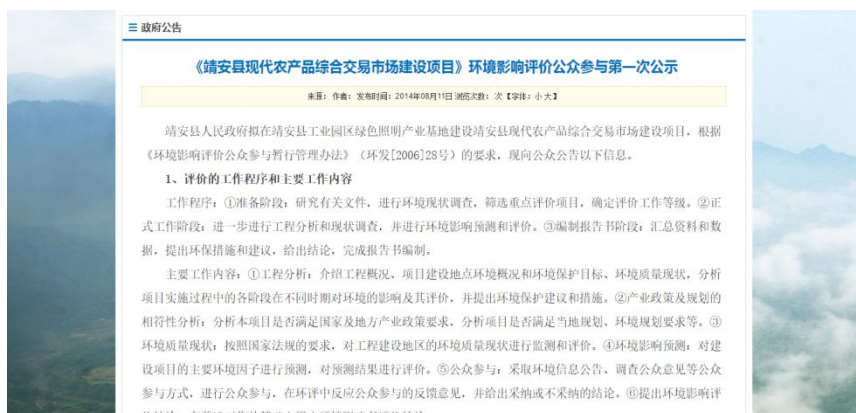 政府公告
《靖安县现代农产品综合交易市场建设项目》环境影响评价公众参与第一次公示
来源: 作者: 发布时间: 2014年08月11日 浏览次数: 次 【字体: 小 大】
靖安县人民政府拟在靖安县工业园区绿色照明产业基地建设靖安县现代农产品综合交易市场建设项目，根据
《环境影响评价公众参与暂行管理办法》（环发[2006]28号）的要求，现向公众公告以下信息。
1、评价的工作程序和主要工作内容
工作程序：①准备阶段：研究有关文件，进行环境现状调查，筛选重点评价项目，确定评价工作等级。②正
式工作阶段：进一步进行工程分析和现状调查，并进行环境影响预测和评价。③编制报告书阶段：汇总资料和数
据，提出环保措施和建议，给出结论，完成报告书编制。
主要工作内容：①工程分析：介绍工程概况、项目建设地点环境概况和环境保护目标、环境质量现状，分析
项目实施过程中的各阶段在不同时期对环境的影响及其评价，并提出环境保护建议和措施。②产业政策及规划的
相符性分析：分析本项目是否满足国家及地方产业政策要求，分析项目是否满足当地规划、环境规划要求等。③
环境质量现状：按照国家法规的要求，对工程建设地区的环境质量现状进行监测和评价。④环境影响预测：对建
设项目的主要环境因子进行预测，对预测结果进行评价。⑤公众参与：采取环境信息公告、调查公众意见等公众
参与方式，进行公众参与，在环评中反应公众参与的反馈意见，并给出采纳或不采纳的结论。⑥提出环境影响评